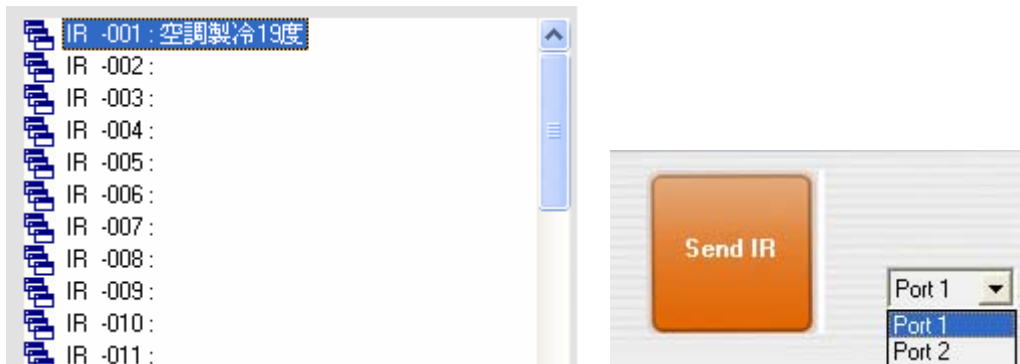 IR -001 : 空調製冷19度
IR -002 :
IR -003 :
IR -004 :
IR -005 :
IR -006 :
IR -007 :
IR -008 :
IR -009 :
IR -010 :
IR -011 :
Send IR
Port 1
Port 1
Port 2